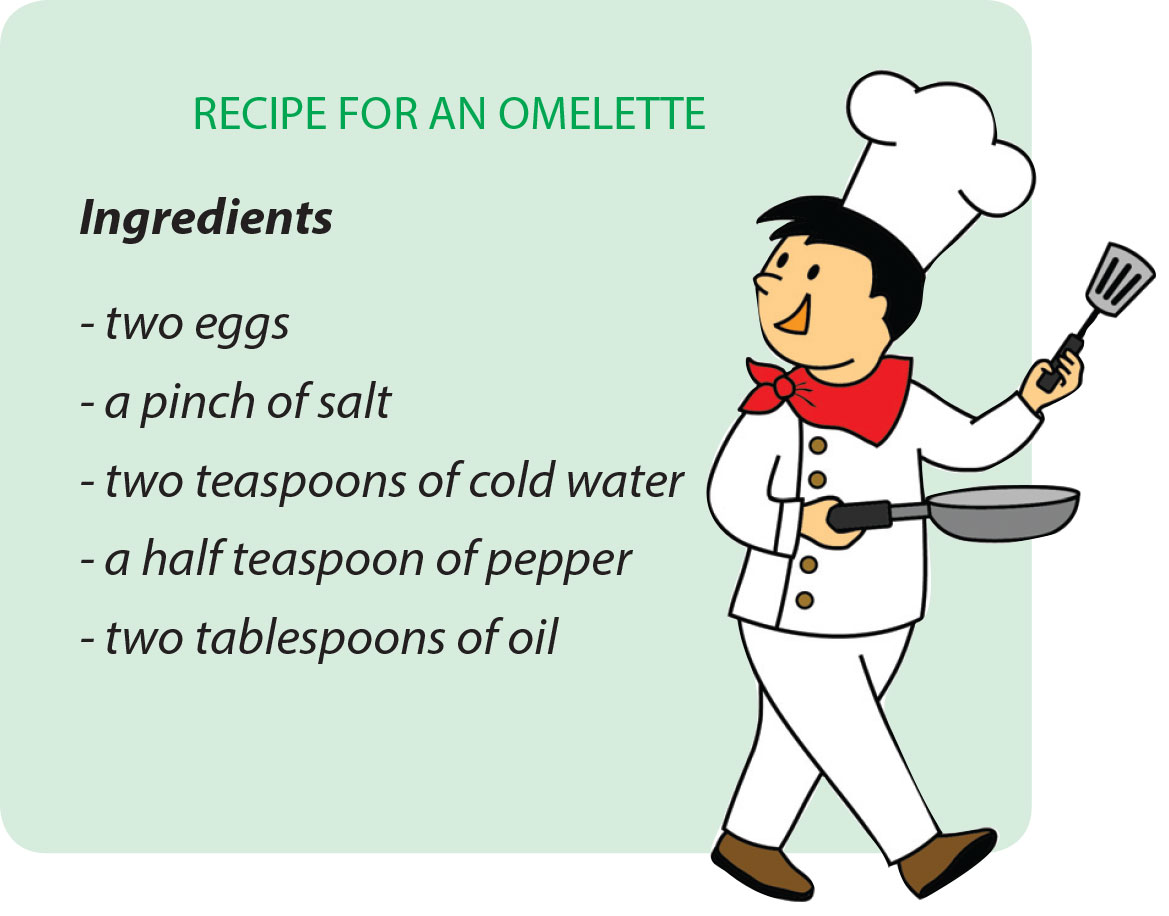 RECIPE FOR AN OMELETTE
Ingredients
- two eggs
- a pinch of salt
- two teaspoons of cold water
- a half teaspoon of pepper
- two tablespoons of oil